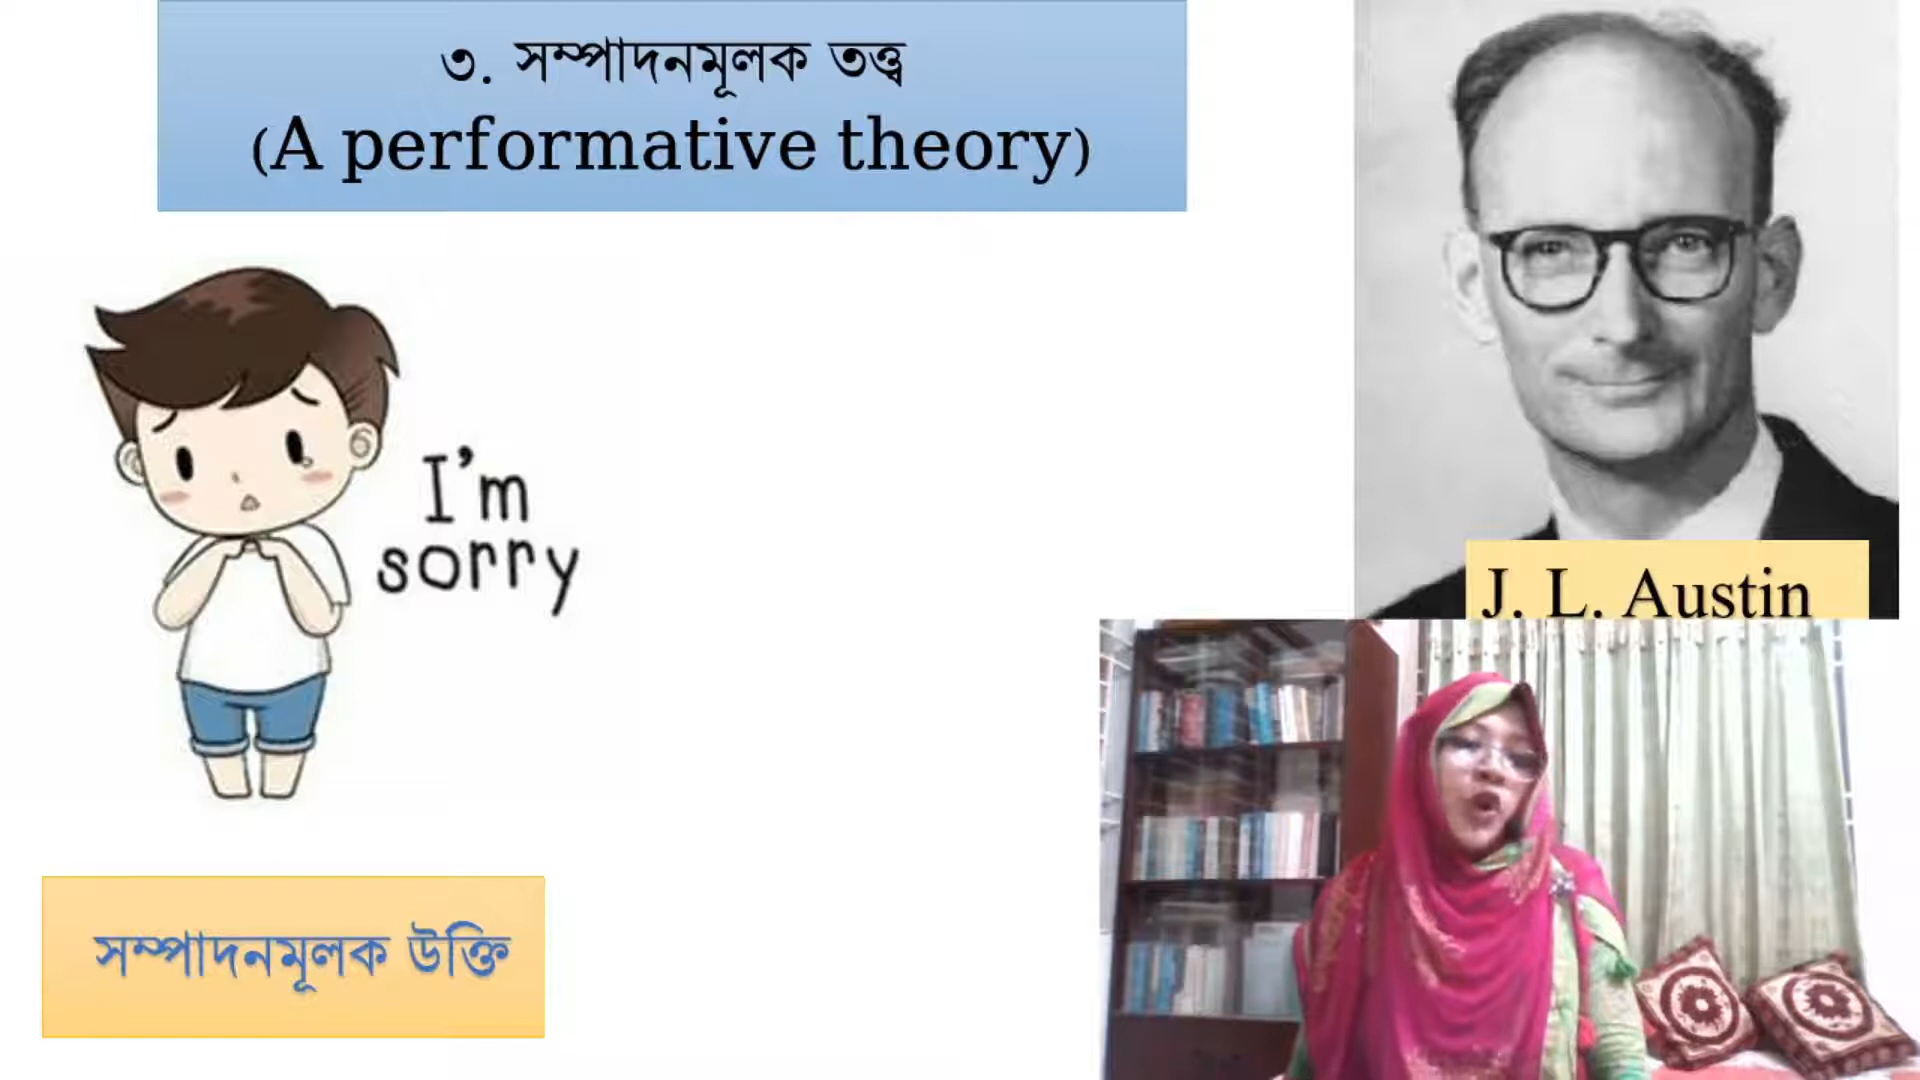 ৩. সম্পাদনমূলক তত্ত্ব
(A performative theory)
I'm
sorry
J. L. Austin
সম্পাদনমূলক উক্তি